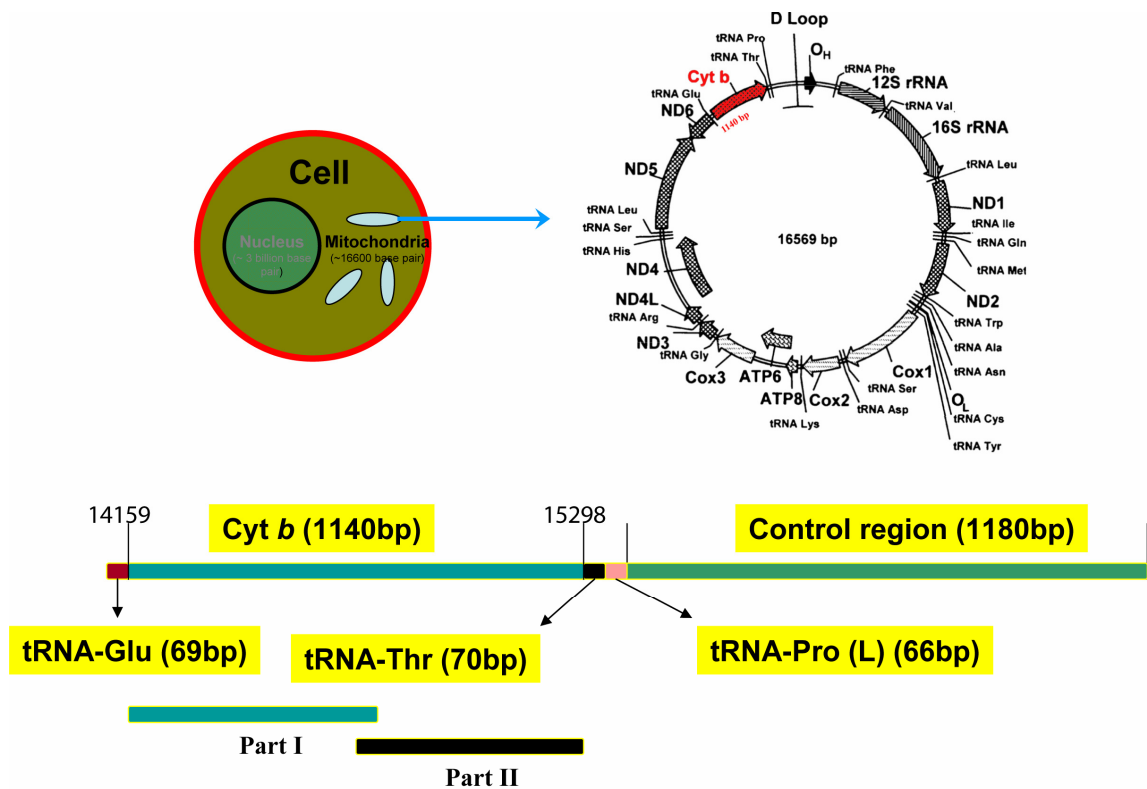 D Loop
tRNA Pro
OH
tRNA Thr
tRNA Phe
Cyt b
12S rRNA
tRNA Glu
tRNA Val
ND6
1140 bp
16S rRNA
Cell
ND5
tRNA Leu
ND1
tRNA Leu
tRNA Ser
tRNA Ile
Nucleus
Mitochondria
16569 bp
tRNA Gln
(~ 3 billion base
pair)
(~16600 base pair)
tRNA His
tRNA Met
ND4
ND2
ND4L
tRNA Arg
tRNA Trp
ND3
tRNA Ala
tRNA Gly
tRNA Asn
Cox3
ATP6
Cox1
ATP8
Cox2
tRNA Ser
OL
tRNA Lys
tRNA Asp
tRNA Cys
tRNA Tyr
14159
Cyt b (1140bp)
15298
Control region (1180bp)
tRNA-Glu (69bp)
tRNA-Thr (70bp)
tRNA-Pro (L) (66bp)
Part I
Part II